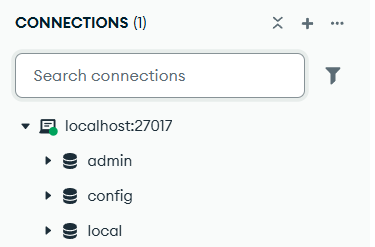 CONNECTIONS (1)
Search connections
localhost:27017
admin
config
local